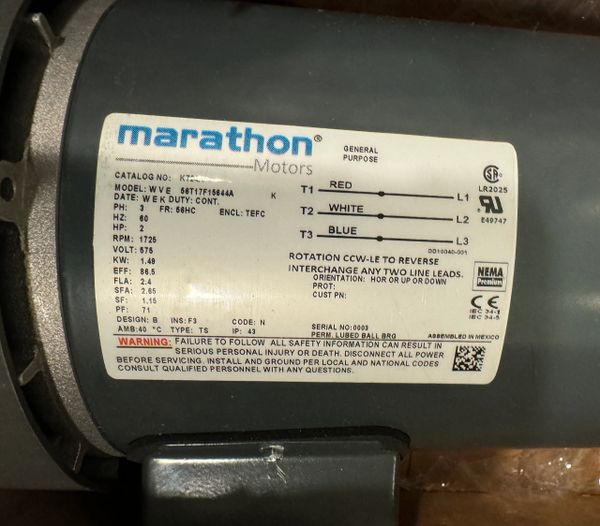 marathon®
Motors
GENERAL
PURPOSE
CATALOG NO:
MODEL: WVE 56T17F15644A K
DATE: WEK DUTY: CONT.
PH: 3 FR: 56HC ENCL: TEFC
HZ: 60
HP: 2
RPM: 1725
VOLT: 575
KW: 1.49
EFF: 86.5
FLA: 2.4
SFA: 2.65
SF: 1.15
PF: 71
DESIGN: B INS: F3 CODE: N
AMB: 40 °C TYPE: TS IP: 43
T1 RED L1
T2 WHITE L2
T3 BLUE L3
ROTATION CCW-LE TO REVERSE
INTERCHANGE ANY TWO LINE LEADS.
ORIENTATION: HOR OR UP OR DOWN
PROT:
CUST PN:
LR2025
E49747
NEMA
Premium
CE
IEC 34-1
IEC 34-5
SERIAL NO:0003
PERM. LUBED BALL BRG
ASSEMBLED IN MEXICO
WARNING: FAILURE TO FOLLOW ALL SAFETY INFORMATION CAN RESULT IN
SERIOUS PERSONAL INJURY OR DEATH. DISCONNECT ALL POWER
BEFORE SERVICING. INSTALL AND GROUND PER LOCAL AND NATIONAL CODES
CONSULT QUALIFIED PERSONNEL WITH ANY QUESTIONS.